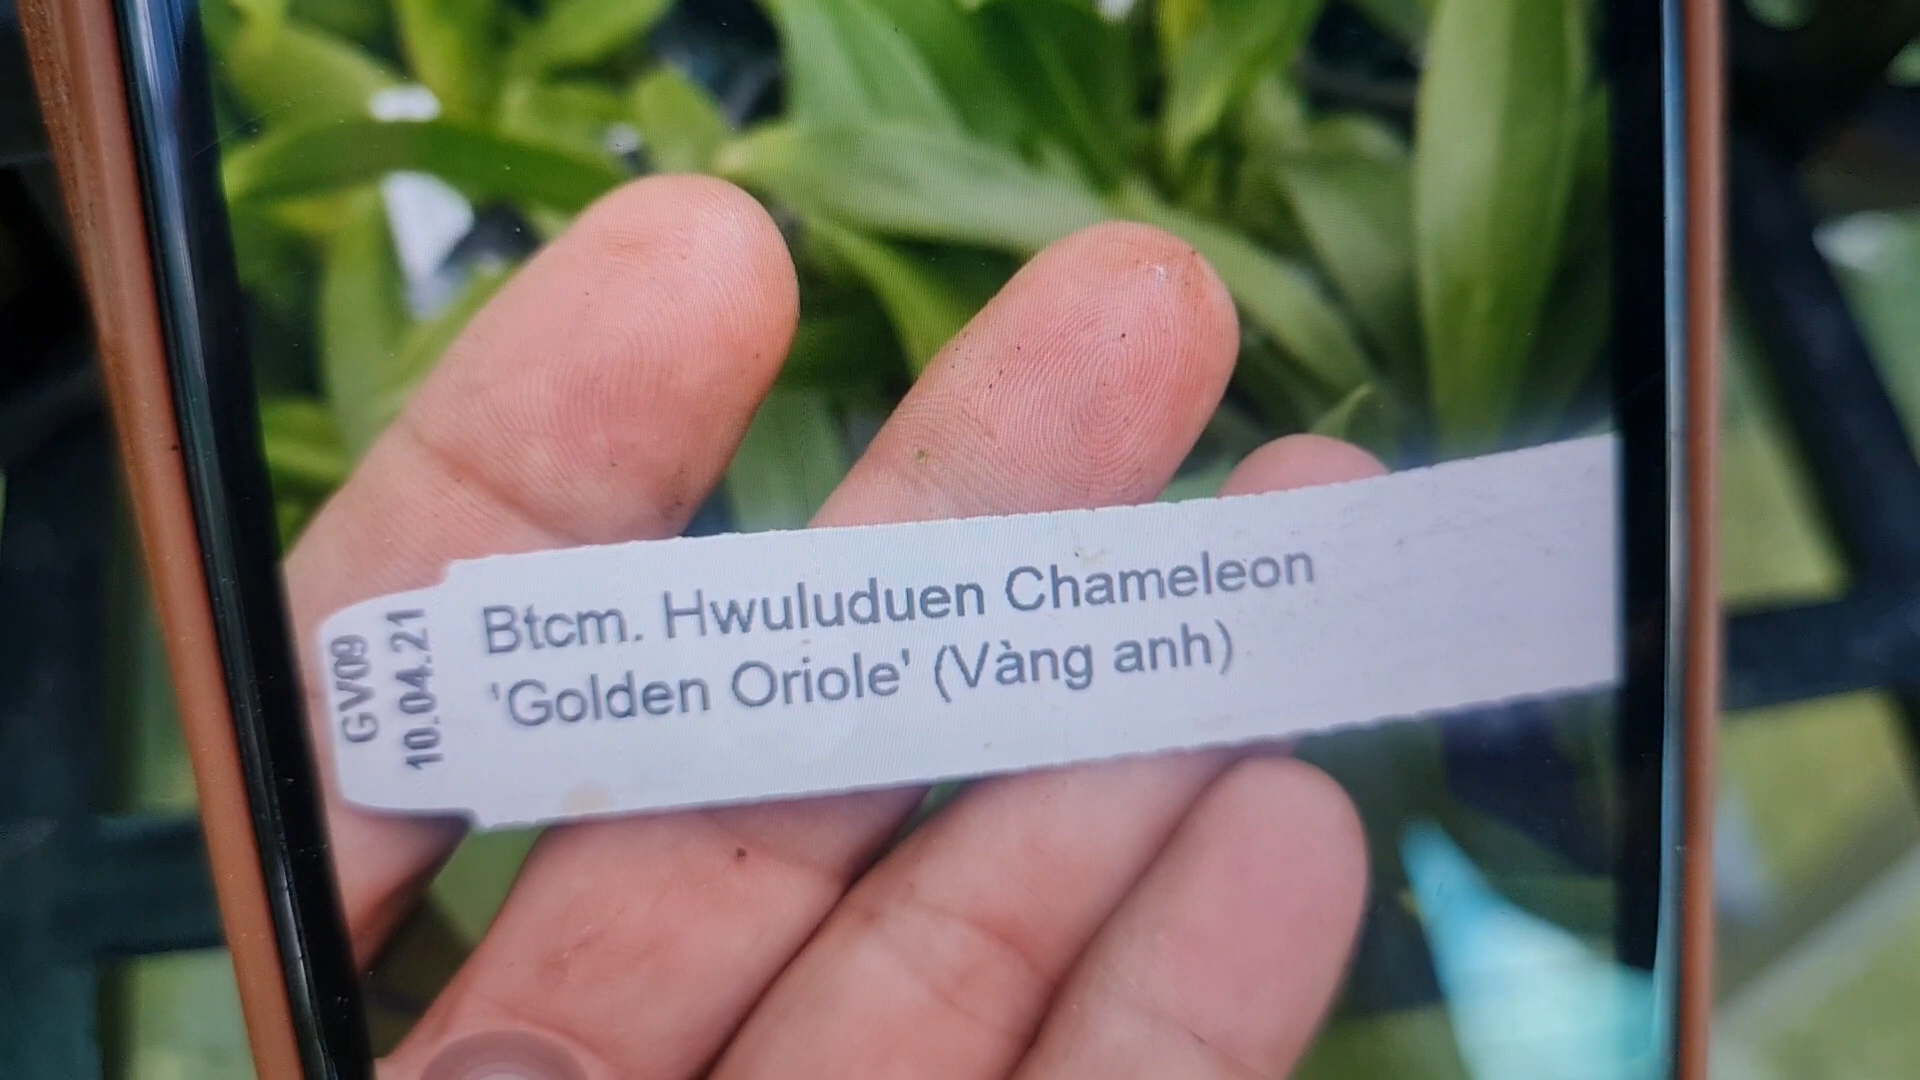 GV09
10.04.21
Btcm. Hwuluduen Chameleon
'Golden Oriole' (Vàng anh)